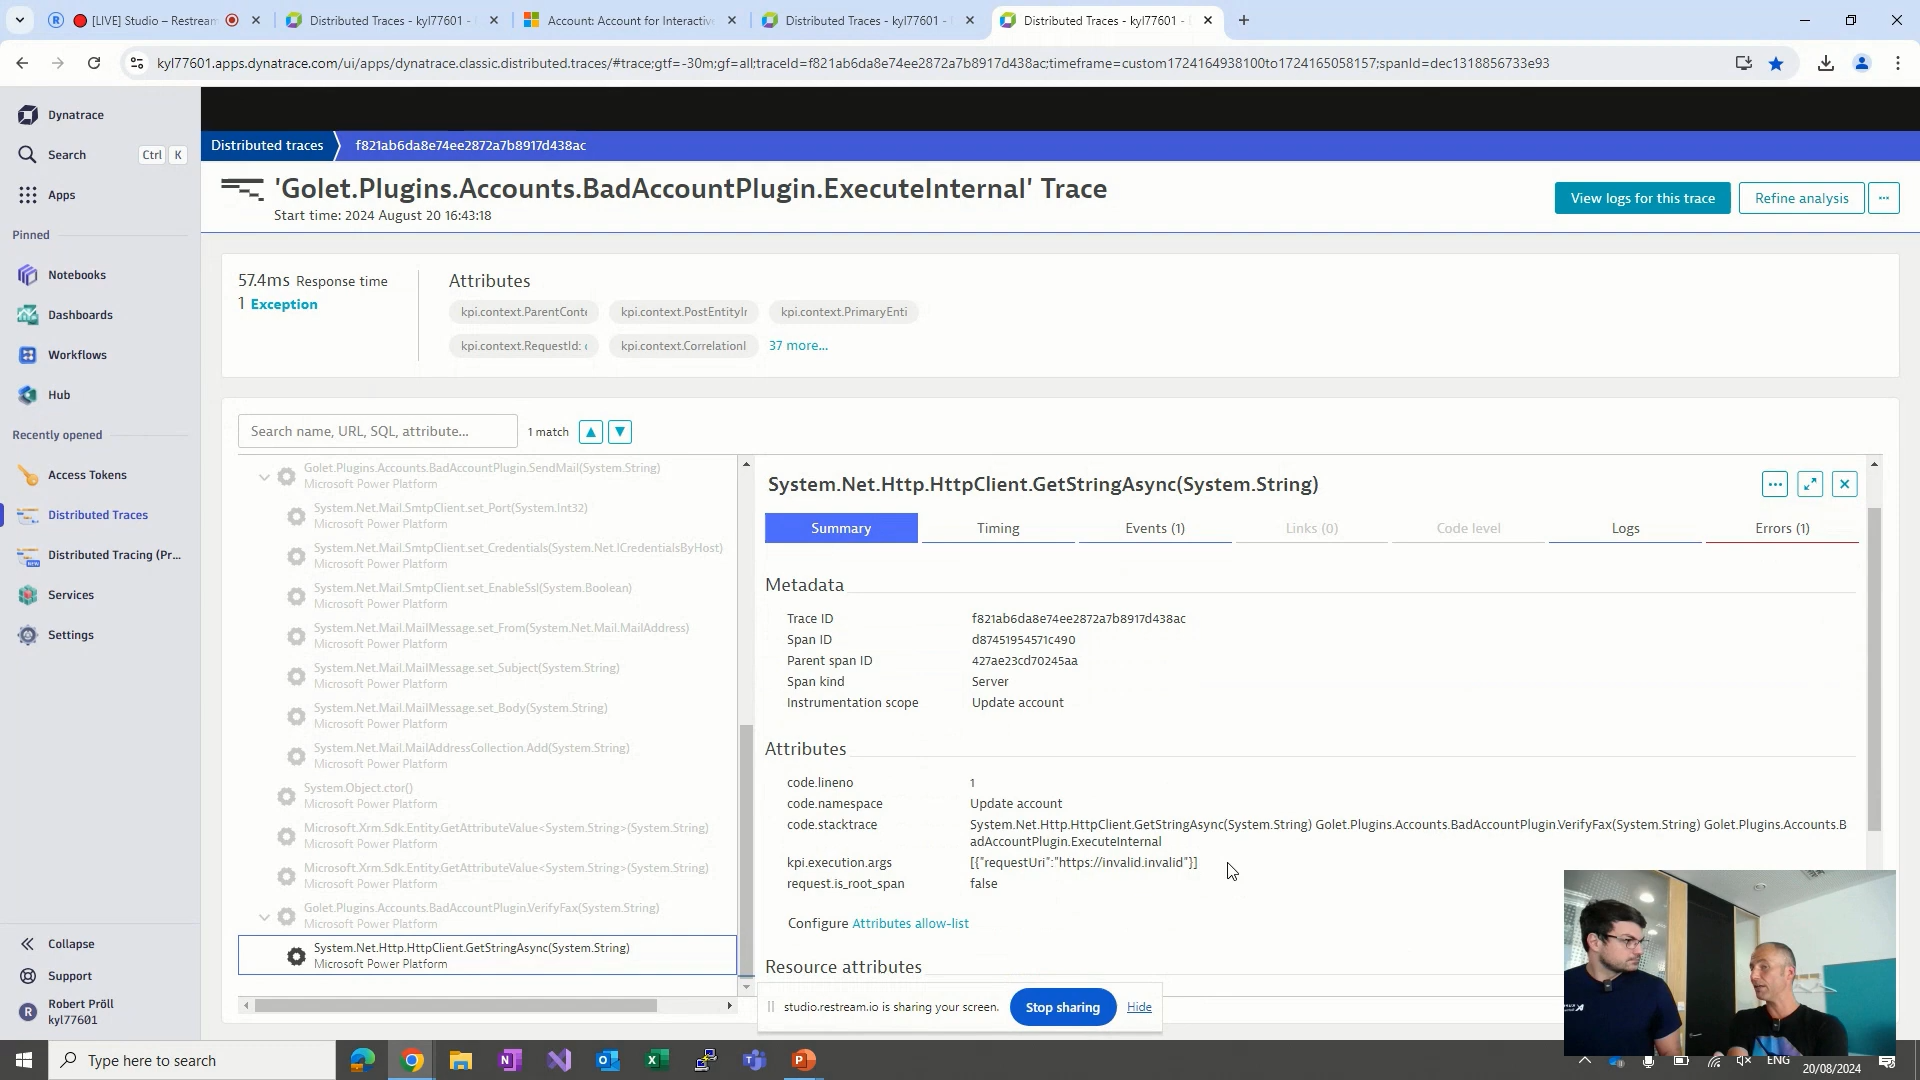 [LIVE] Studio – Restream
Distributed Traces - kyl77601 -
Account: Account for Interactiv
Distributed Traces - kyl77601 -
Distributed Traces - kyl77601 -
kyl77601.apps.dynatrace.com/ui/apps/dynatrace.classic.distributed.traces/#trace;gtf=-30m;gf=all;traceId=f821ab6da8e74ee2872a7b8917d438ac;timeframe=custom1724164938100to1724165058157;spanId=dec1318856733e93
Dynatrace
Search Ctrl K
Apps
Pinned
Notebooks
Dashboards
Workflows
Hub
Recently opened
Access Tokens
Distributed Traces
Distributed Tracing (Pr...
Services
Settings
Collapse
Support
Robert Pröll
kyl77601
Distributed traces f821ab6da8e74ee2872a7b8917d438ac
'Golet.Plugins.Accounts.BadAccountPlugin.ExecuteInternal' Trace
Start time: 2024 August 20 16:43:18
View logs for this trace Refine analysis ...
57.4ms Response time
1 Exception
Attributes
kpi.context.ParentConte kpi.context.PostEntityIr kpi.context.PrimaryEnti
kpi.context.RequestId: kpi.context.CorrelationI 37 more...
Search name, URL, SQL, attribute... 1 match
Golet.Plugins.Accounts.BadAccountPlugin.SendMail(System.String)
Microsoft Power Platform
System.Net.Mail.SmtpClient.set_Port(System.Int32)
Microsoft Power Platform
System.Net.Mail.SmtpClient.set_Credentials(System.Net.ICredentialsByHost)
Microsoft Power Platform
System.Net.Mail.SmtpClient.set_EnableSsl(System.Boolean)
Microsoft Power Platform
System.Net.Mail.MailMessage.set_From(System.Net.Mail.MailAddress)
Microsoft Power Platform
System.Net.Mail.MailMessage.set_Subject(System.String)
Microsoft Power Platform
System.Net.Mail.MailMessage.set_Body(System.String)
Microsoft Power Platform
System.Net.Mail.MailAddressCollection.Add(System.String)
Microsoft Power Platform
System.Object.ctor()
Microsoft Power Platform
Microsoft.Xrm.Sdk.Entity.GetAttributeValue<System.String>(System.String)
Microsoft Power Platform
Microsoft.Xrm.Sdk.Entity.GetAttributeValue<System.String>(System.String)
Microsoft Power Platform
Golet.Plugins.Accounts.BadAccountPlugin.VerifyFax(System.String)
Microsoft Power Platform
System.Net.Http.HttpClient.GetStringAsync(System.String)
Microsoft Power Platform
System.Net.Http.HttpClient.GetStringAsync(System.String)
Summary Timing Events (1) Links (0) Code level Logs Errors (1)
Metadata
Trace ID f821ab6da8e74ee2872a7b8917d438ac
Span ID d87451954571c490
Parent span ID 427ae23cd70245aa
Span kind Server
Instrumentation scope Update account
Attributes
code.lineno 1
code.namespace Update account
code.stacktrace System.Net.Http.HttpClient.GetStringAsync(System.String) Golet.Plugins.Accounts.BadAccountPlugin.VerifyFax(System.String) Golet.Plugins.Accounts.B
adAccountPlugin.ExecuteInternal
kpi.execution.args [{"requestUri":"https://invalid.invalid"}]
request.is_root_span false
Configure Attributes allow-list
Resource attributes
studio.restream.io is sharing your screen. Stop sharing Hide
Type here to search
ENG
20/08/2024